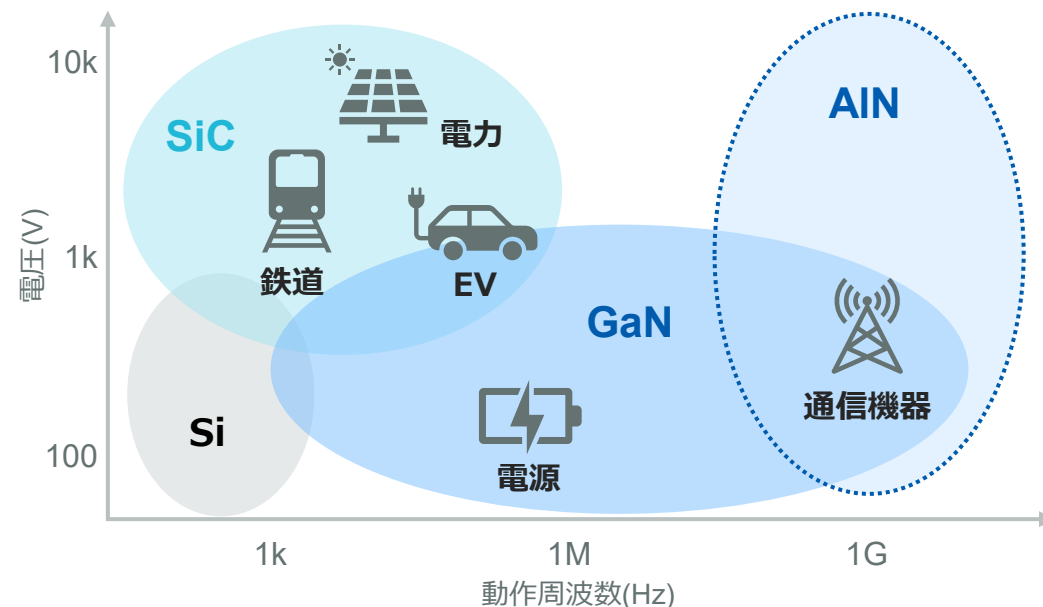 10k
1k
100
電圧(V)
SiC
電力
鉄道
EV
Si
GaN
電源
AlN
通信機器
1k
1M
1G
動作周波数(Hz)